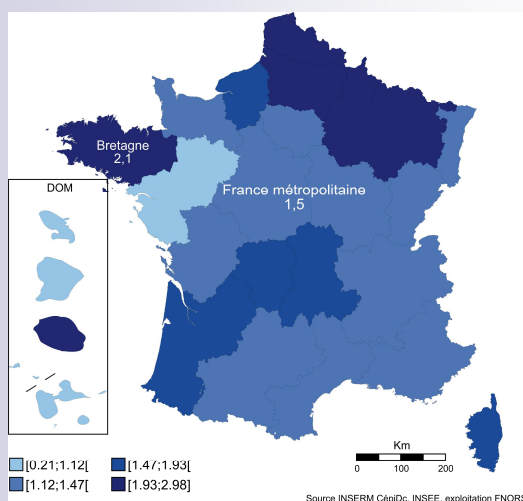 Bretagne
2,1
DOM
France métropolitaine
1,5
[0.21;1.12[
[1.47;1.93[
[1.12;1.47[
[1.93;2.98]
Km
0 100 200
Source INSERM CépiDc, INSEE, exploitation FNORS